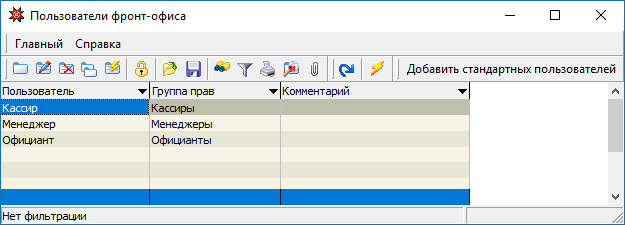 Пользователи фронт-офиса
Главный Справка
Добавить стандартных пользователей
Пользователь Группа прав Комментарий
Кассир Кассиры
Менеджер Менеджеры
Официант Официанты
Нет фильтрации